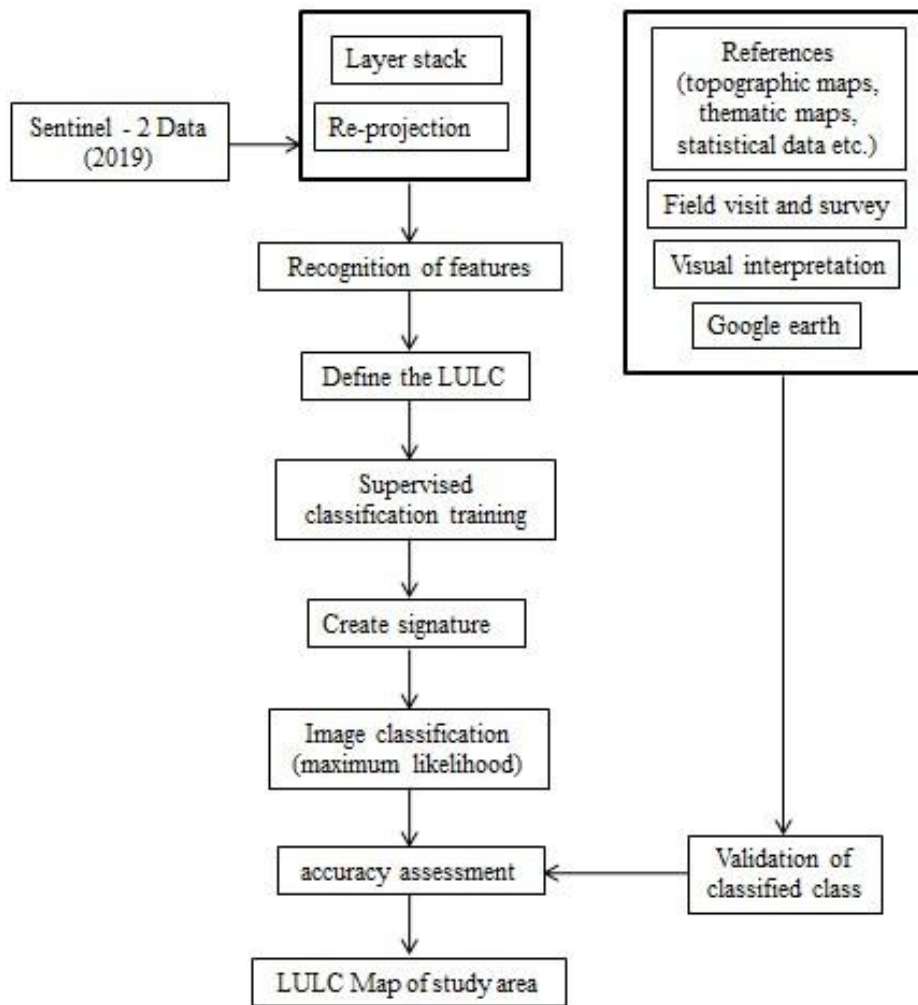 Layer stack
Re-projection
Sentinel - 2 Data
(2019)
References
(topographic maps,
thematic maps,
statistical data etc.)
Field visit and survey
Visual interpretation
Google earth
Recognition of features
Define the LULC
Supervised
classification training
Create signature
Image classification
(maximum likelihood)
accuracy assessment
Validation of
classified class
LULC Map of study area